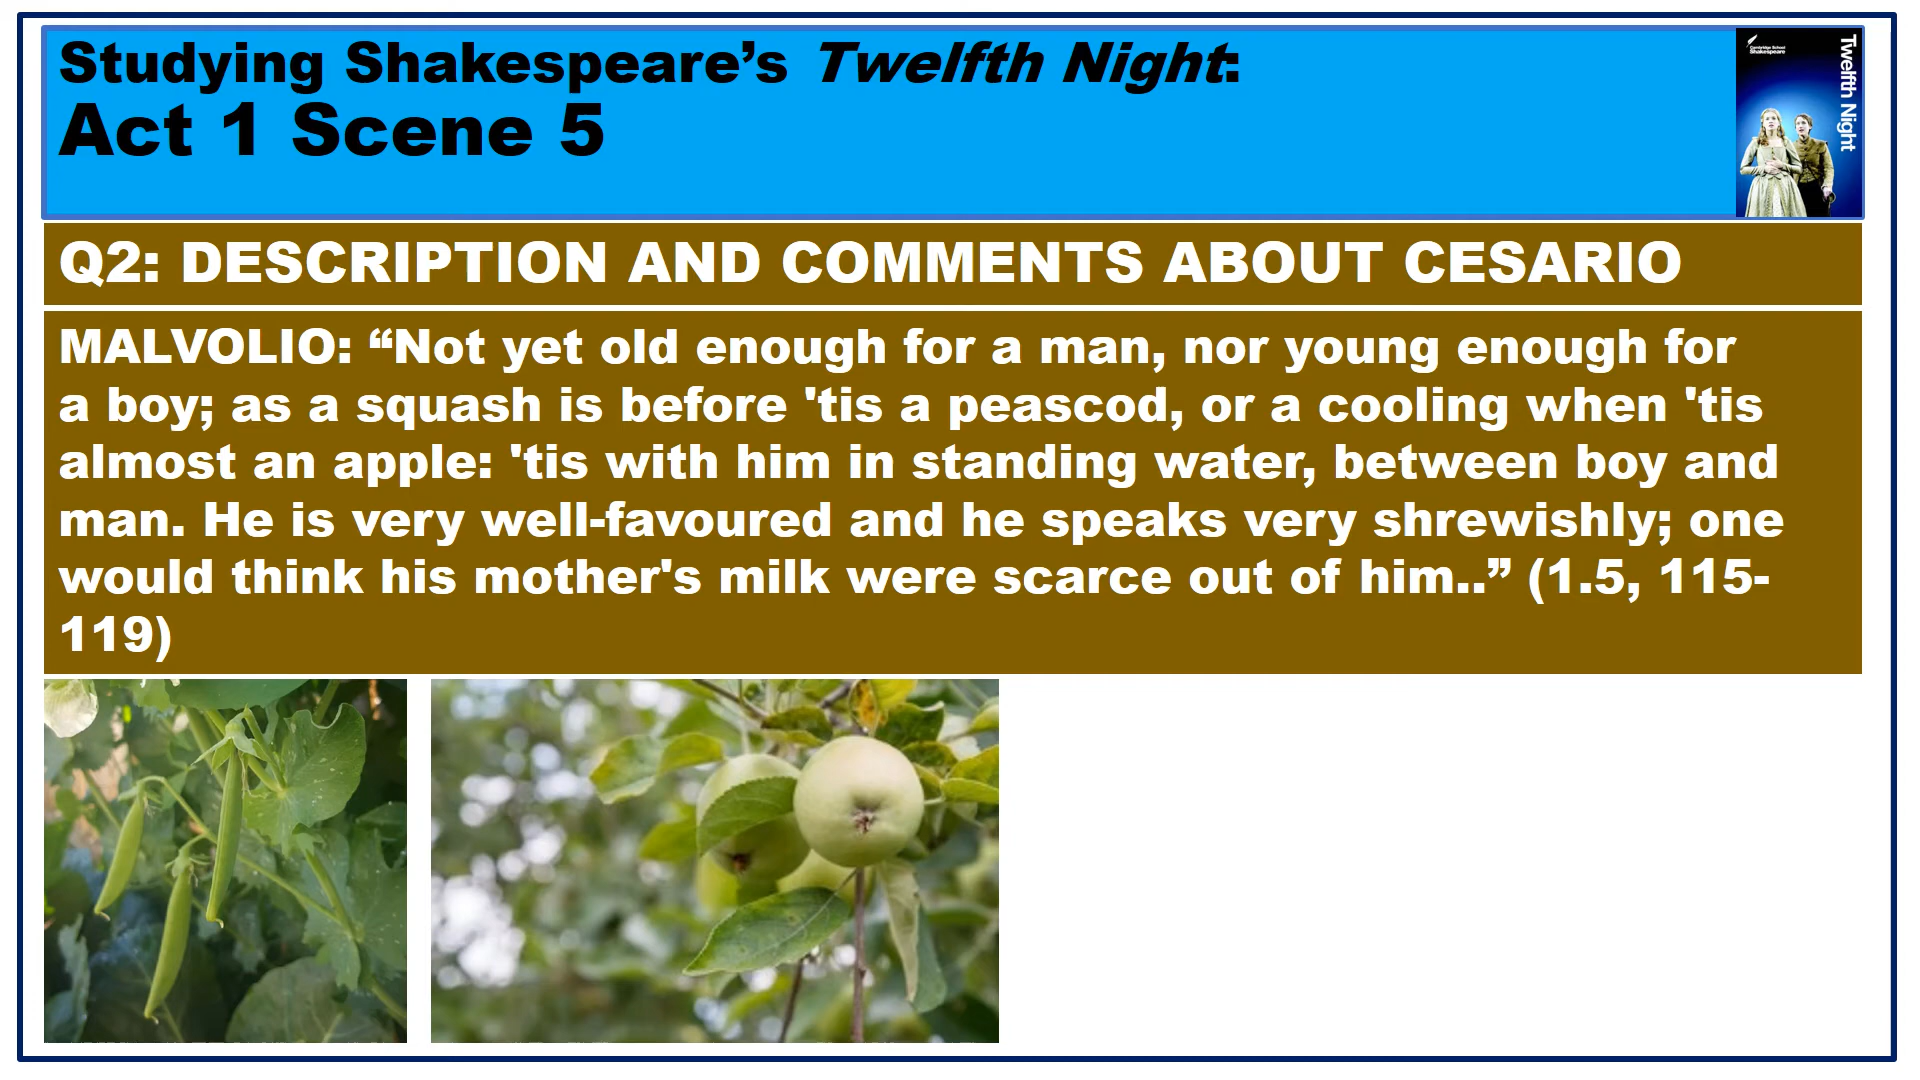 Studying Shakespeare’s Twelfth Night:
Act 1 Scene 5
Cambridge School
Shakespeare
Twelfth Night
Q2: DESCRIPTION AND COMMENTS ABOUT CESARIO
MALVOLIO: “Not yet old enough for a man, nor young enough for
a boy; as a squash is before 'tis a peascod, or a cooling when 'tis
almost an apple: 'tis with him in standing water, between boy and
man. He is very well-favoured and he speaks very shrewishly; one
would think his mother's milk were scarce out of him..” (1.5, 115-
119)